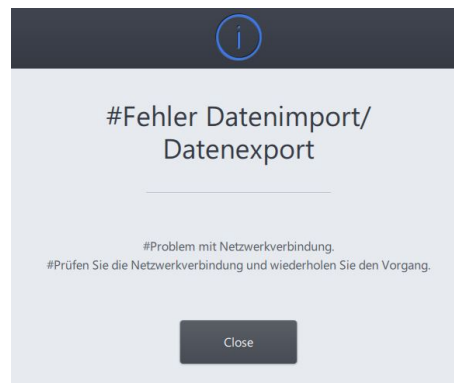 #Fehler Datenimport/
Datenexport
#Problem mit Netzwerkverbindung.
#Prüfen Sie die Netzwerkverbindung und wiederholen Sie den Vorgang.
Close